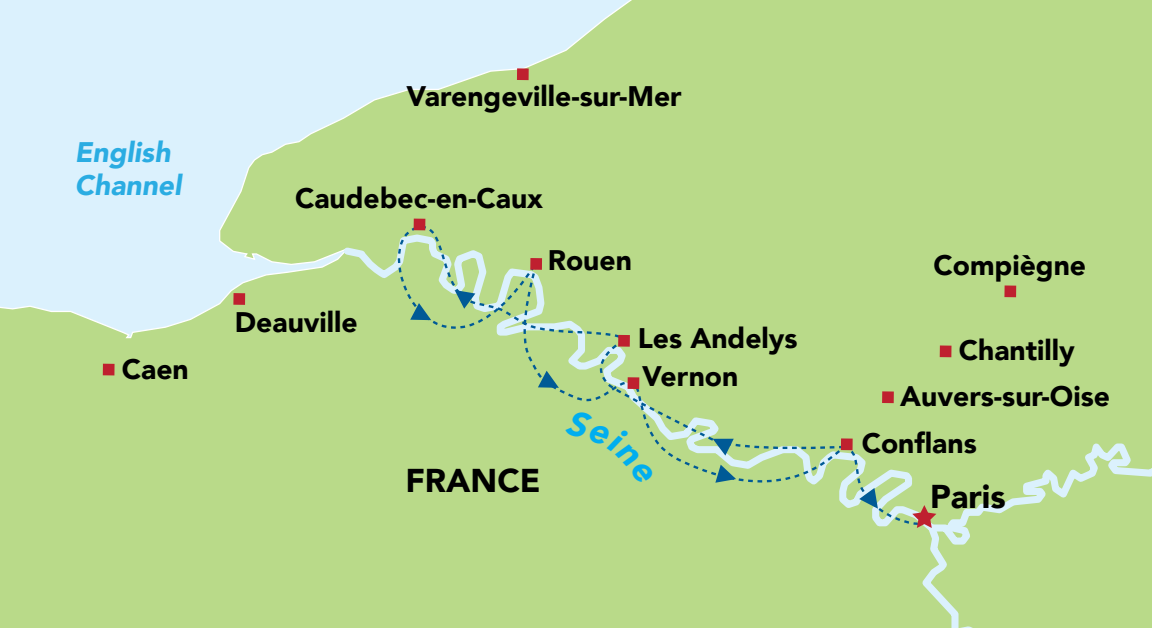 Varengeville-sur-Mer
English
Channel
Caudebec-en-Caux
Rouen
Compiègne
Deauville
Les Andelys
Chantilly
Caen
Vernon
Auvers-sur-Oise
Seine
Conflans
FRANCE
Paris